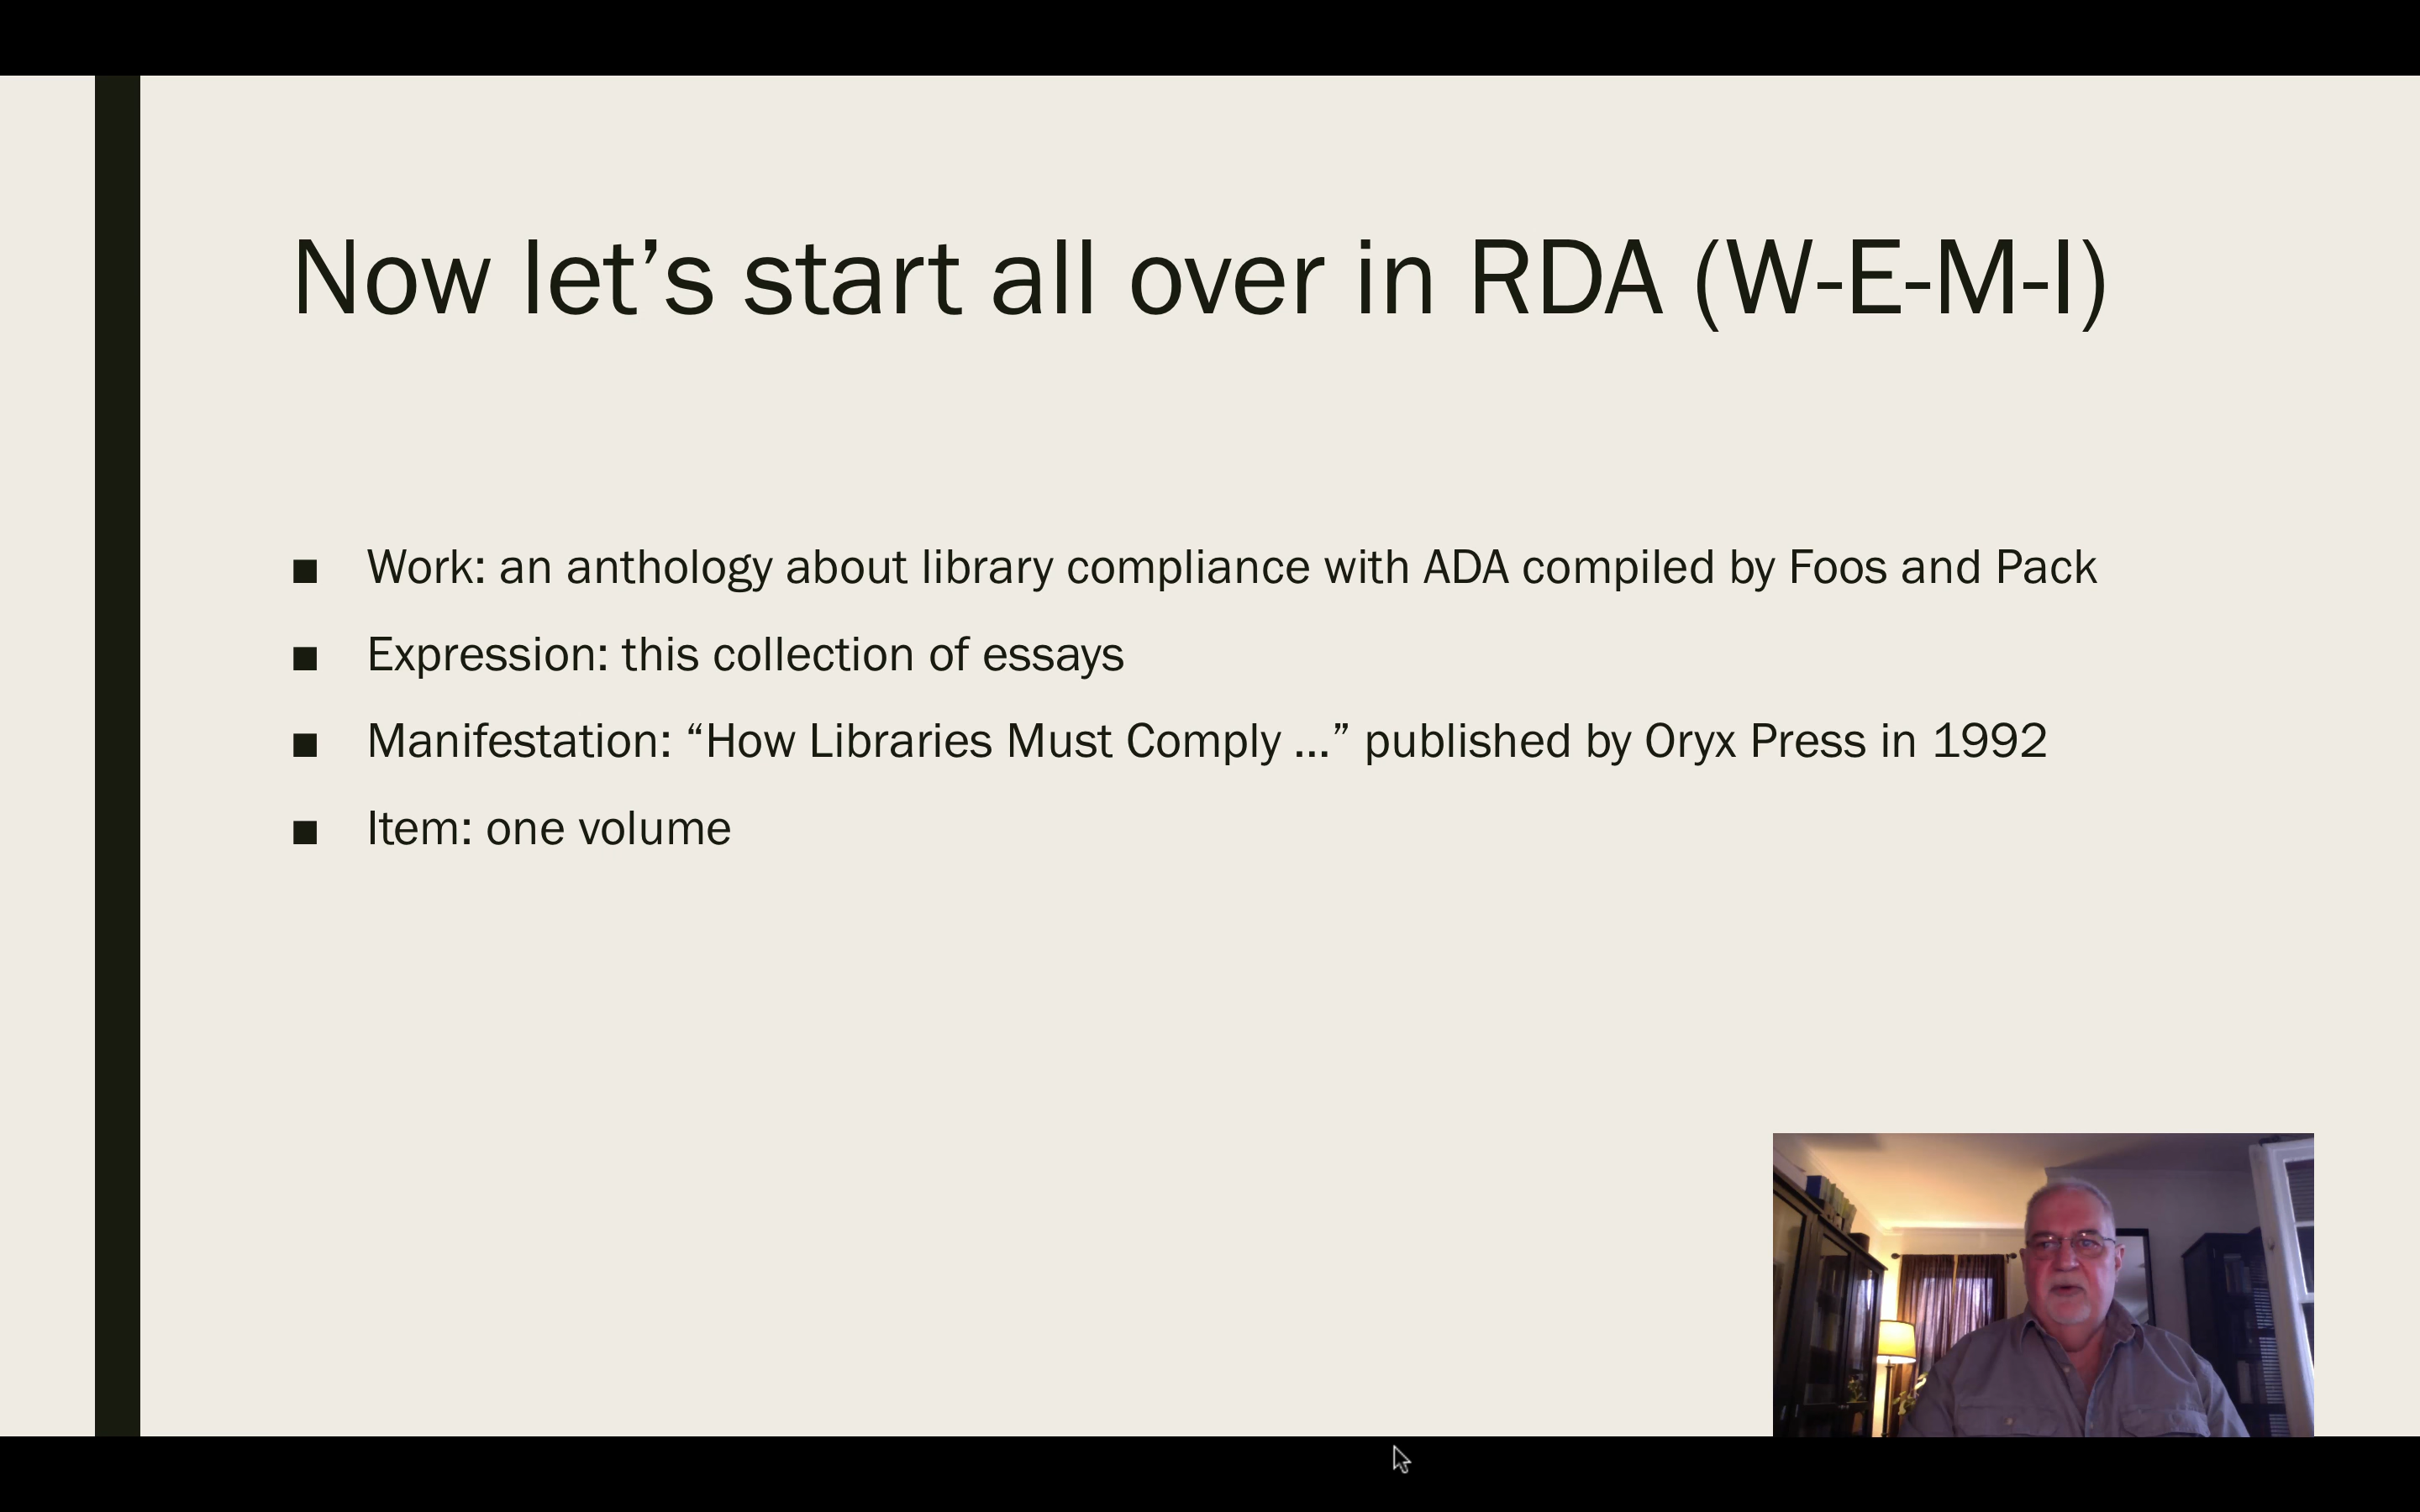 Now let’s start all over in RDA (W-E-M-I)
■ Work: an anthology about library compliance with ADA compiled by Foos and Pack
■ Expression: this collection of essays
■ Manifestation: “How Libraries Must Comply …” published by Oryx Press in 1992
■ Item: one volume